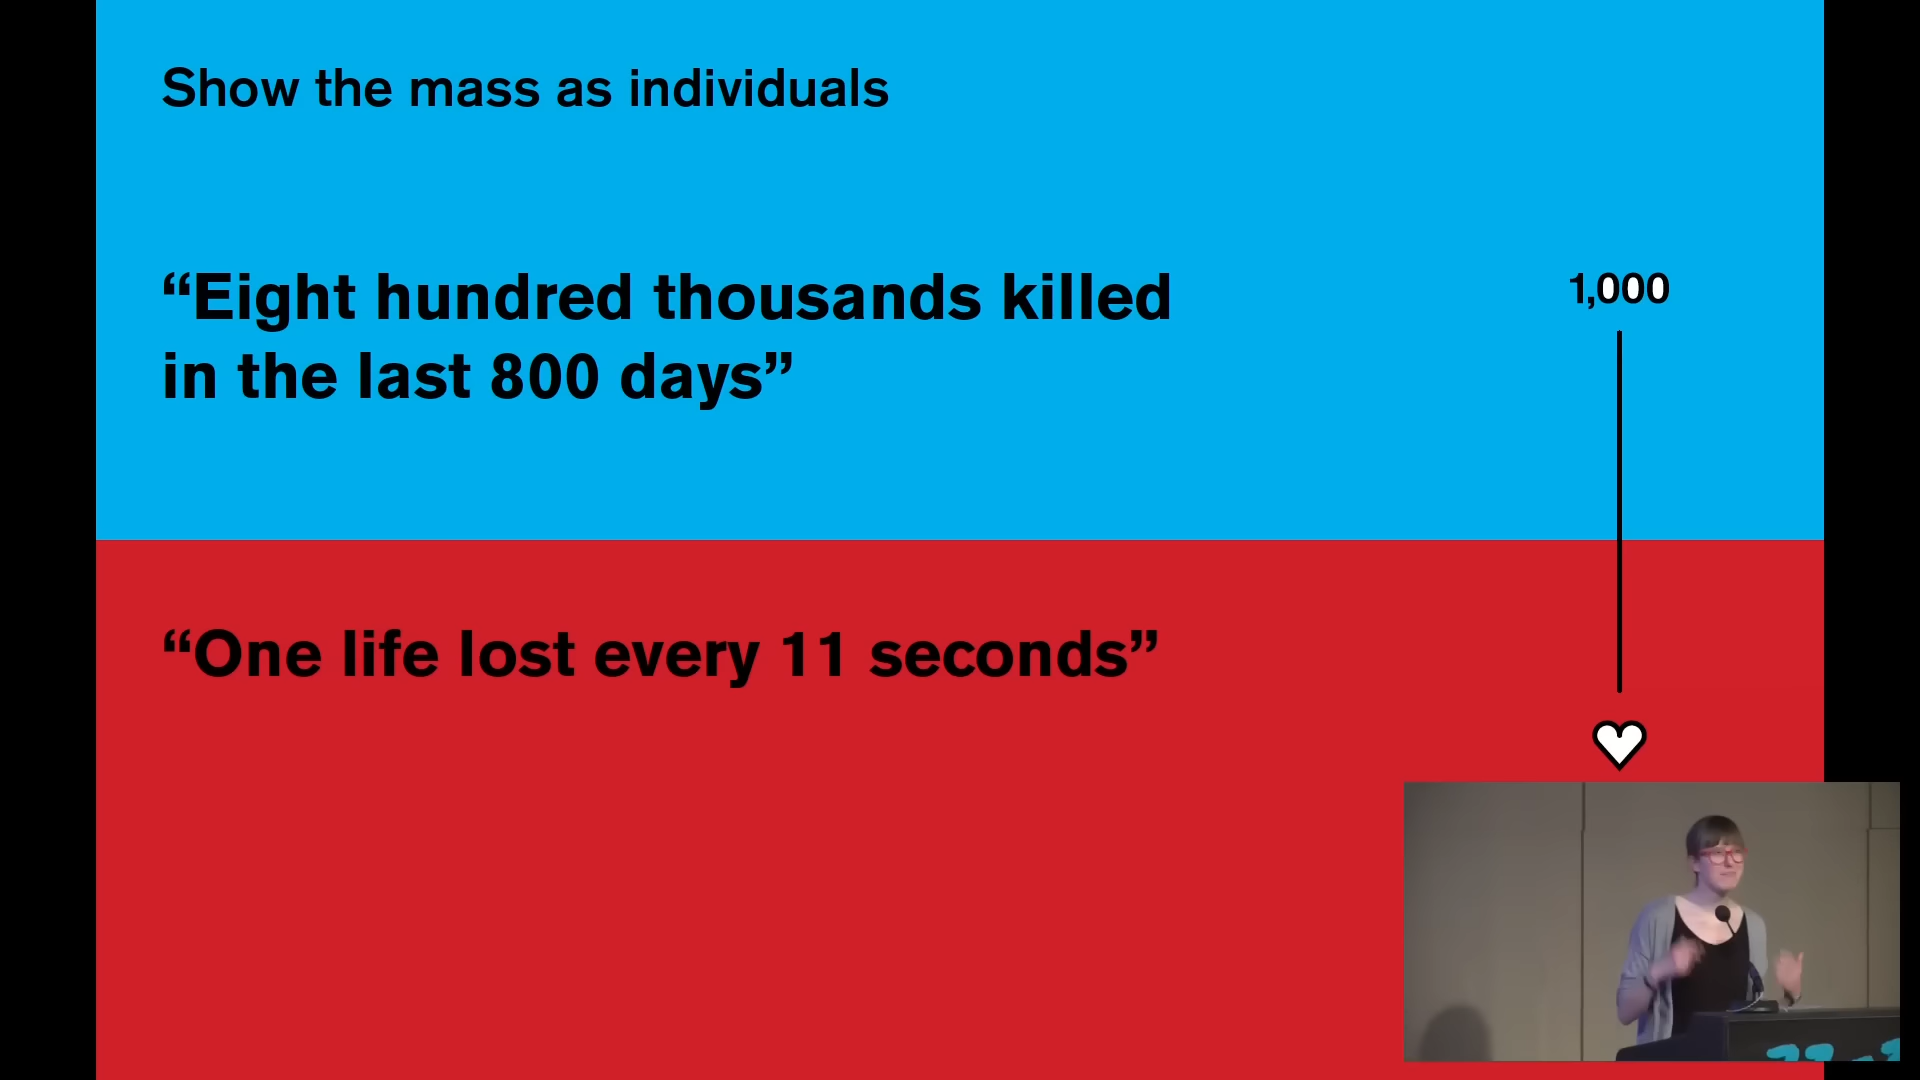 Show the mass as individuals
“Eight hundred thousands killed
in the last 800 days”
1,000
“One life lost every 11 seconds”